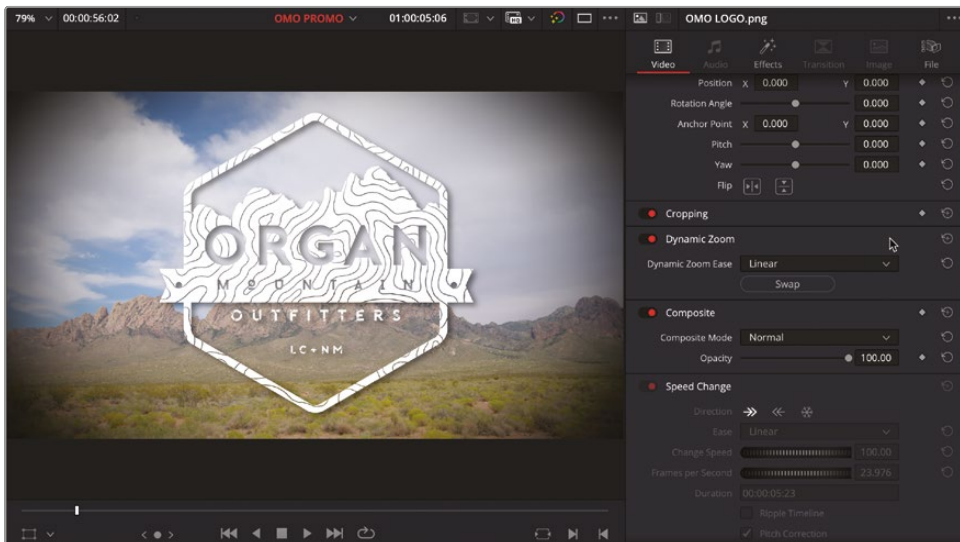 79% 00:00:56:02 OMO PROMO 01:00:05:06 OMO LOGO.png
Video Audio Effects Transition Image File
Position X 0.000 Y 0.000
Rotation Angle 0.000
Anchor Point X 0.000 Y 0.000
Pitch 0.000
Yaw 0.000
Flip
Cropping
Dynamic Zoom
Dynamic Zoom Ease Linear
Swap
Composite
Composite Mode Normal
Opacity 100.00
Speed Change
Direction
Ease Linear
Change Speed 100.00
Frames per Second 23.976
Duration 00:00:05:23
Ripple Timeline
Pitch Correction
ORGAN
MOUNTAIN
OUTFITTERS
LC+NM